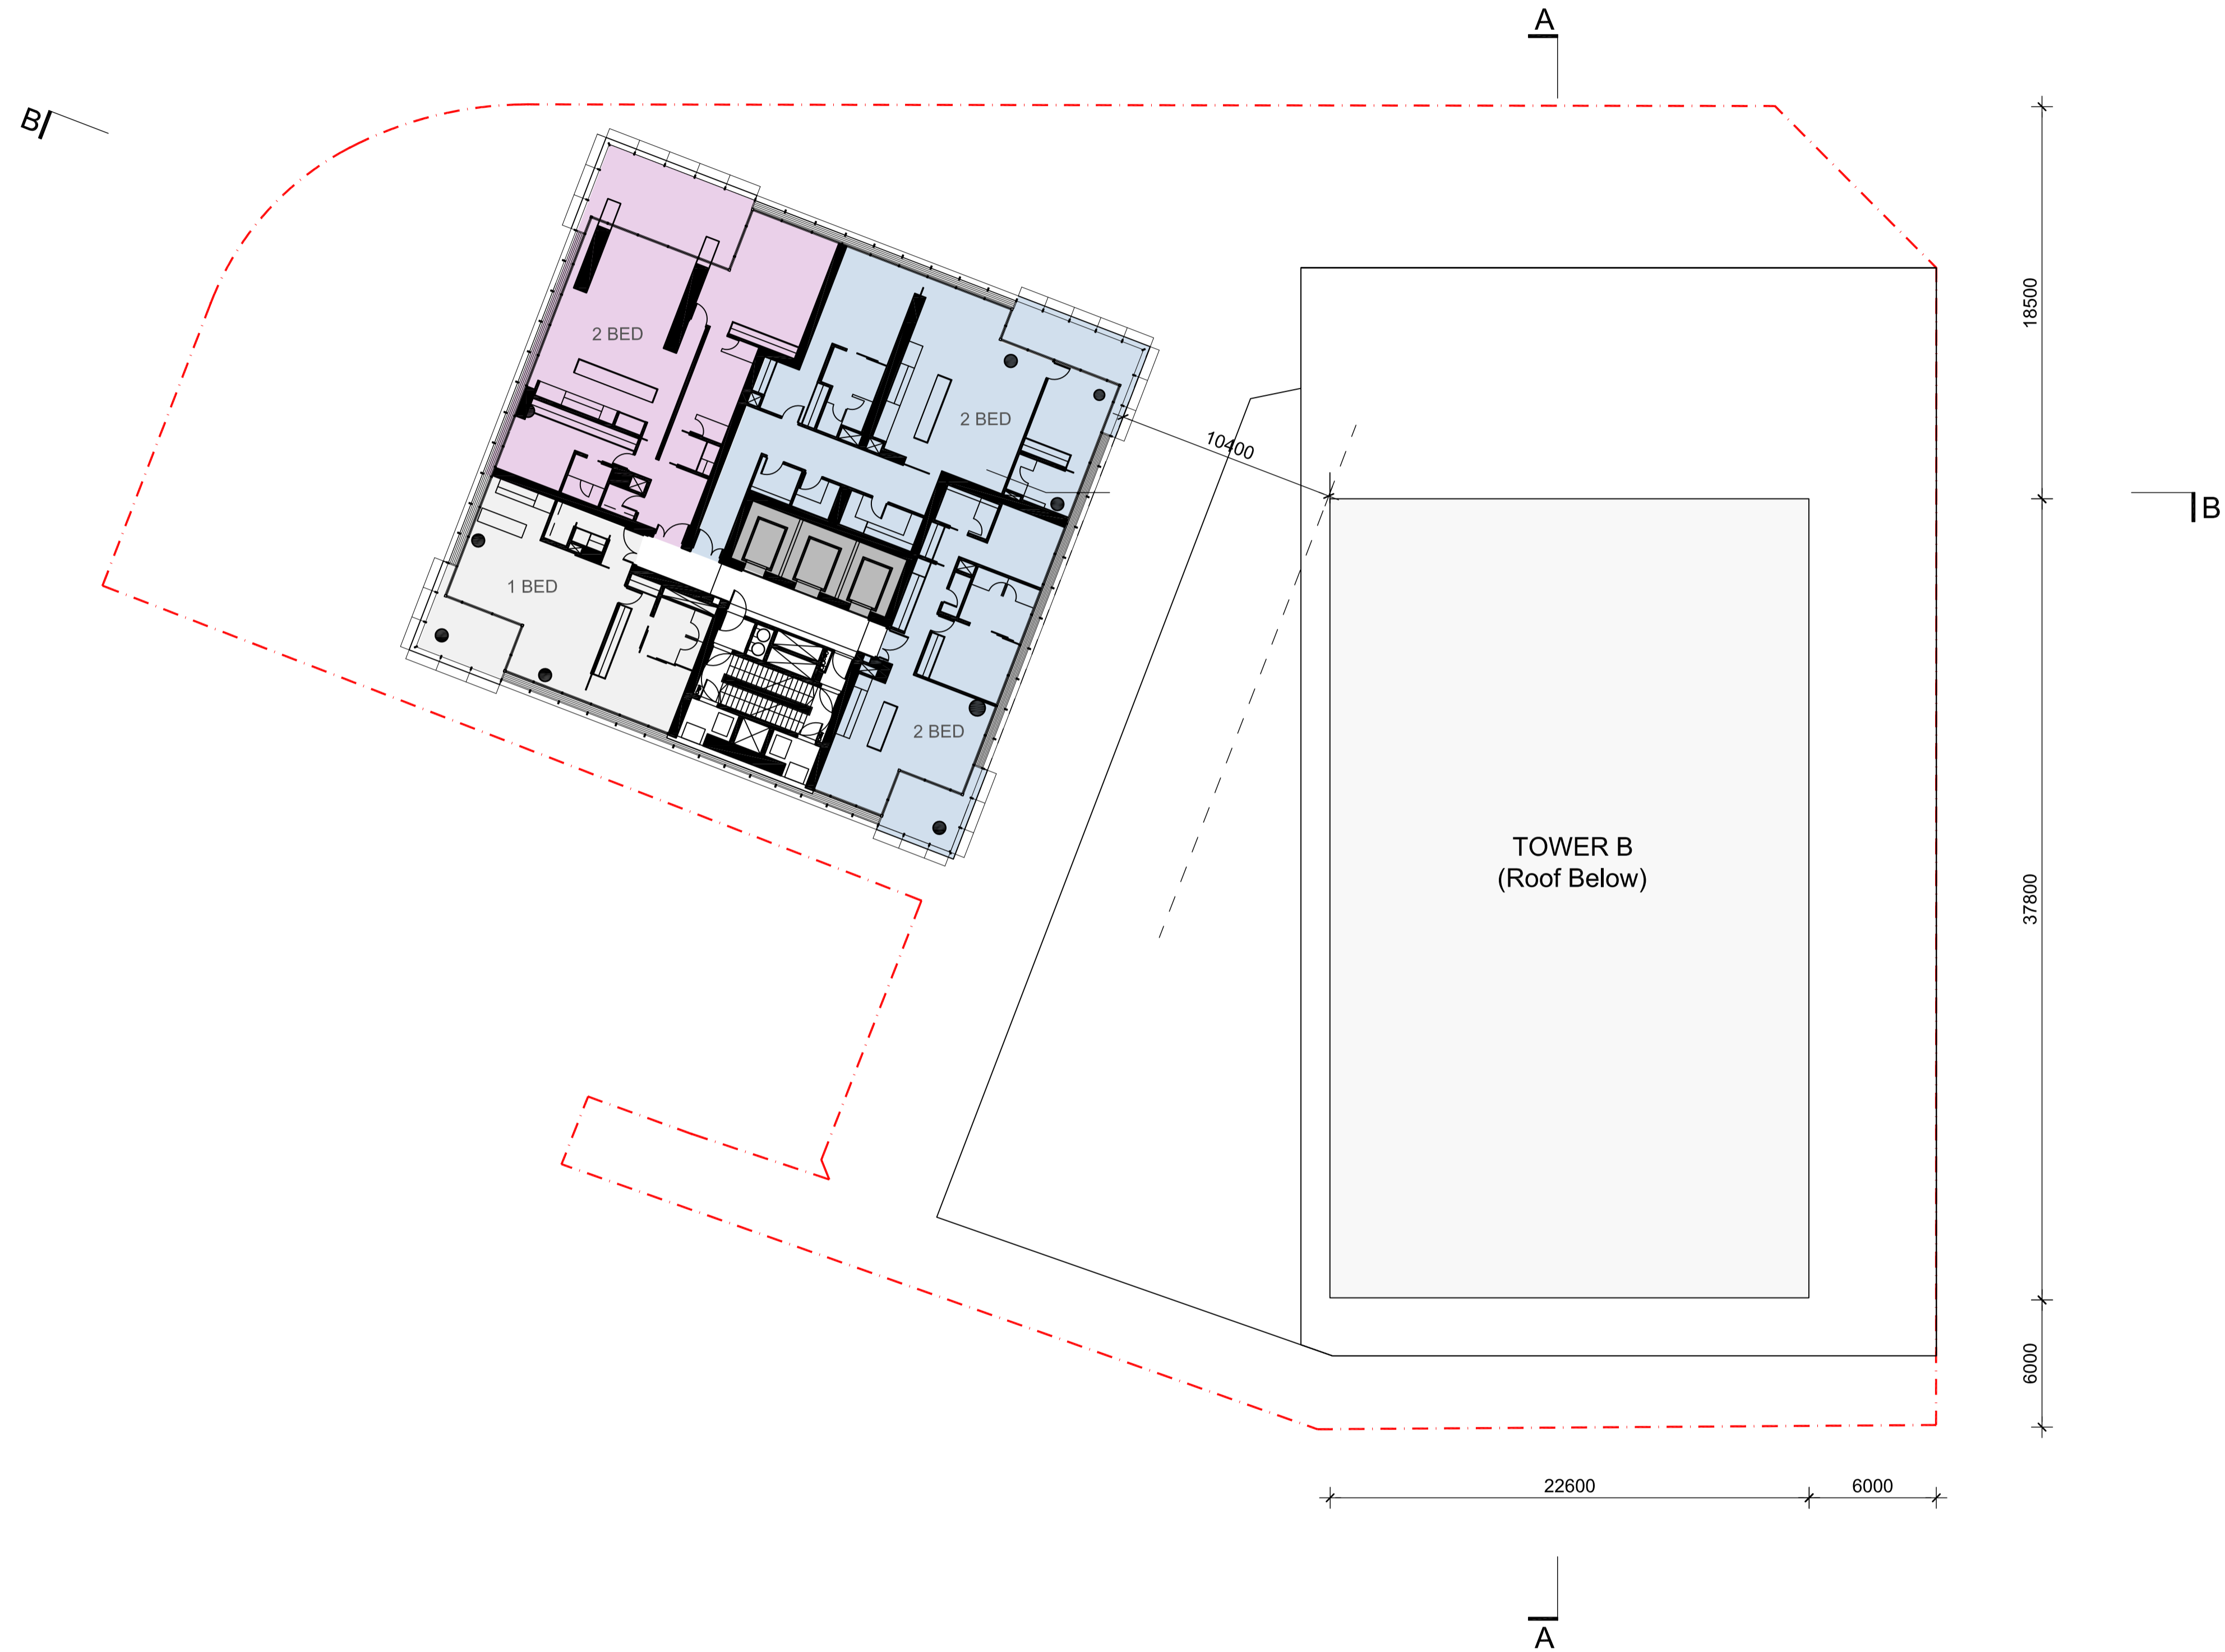 A
B
18500
2 BED
2 BED
10400
B
1 BED
2 BED
TOWER B
(Roof Below)
37800
6000
22600
6000
A